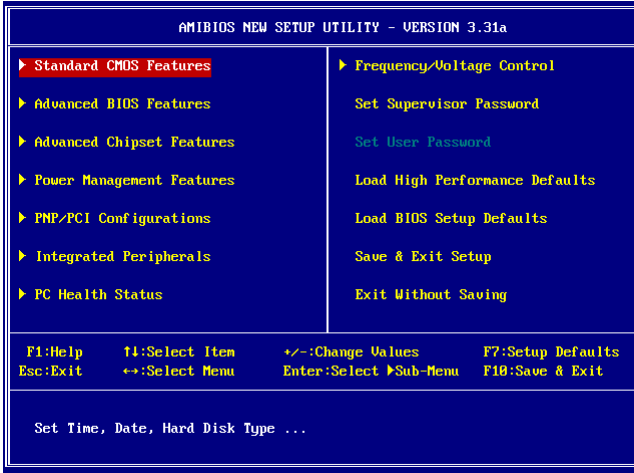 AMIBIOS NEW SETUP UTILITY - VERSION 3.31a
▶ Standard CMOS Features
▶ Advanced BIOS Features
▶ Advanced Chipset Features
▶ Power Management Features
▶ PNP/PCI Configurations
▶ Integrated Peripherals
▶ PC Health Status
▶ Frequency/Voltage Control
Set Supervisor Password
Set User Password
Load High Performance Defaults
Load BIOS Setup Defaults
Save & Exit Setup
Exit Without Saving
F1:Help ↑↓:Select Item +/-:Change Values F7:Setup Defaults
Esc:Exit ↔:Select Menu Enter:Select ▶Sub-Menu F10:Save & Exit
Set Time, Date, Hard Disk Type ...